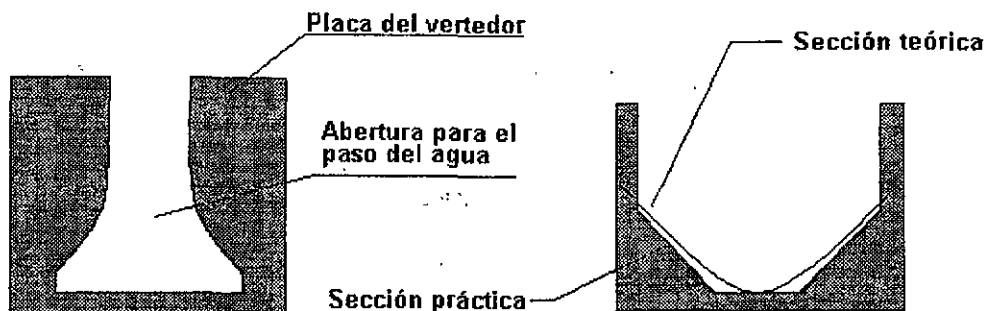 Placa del vertedor
Sección teórica
Abertura para el
paso del agua
Sección práctica